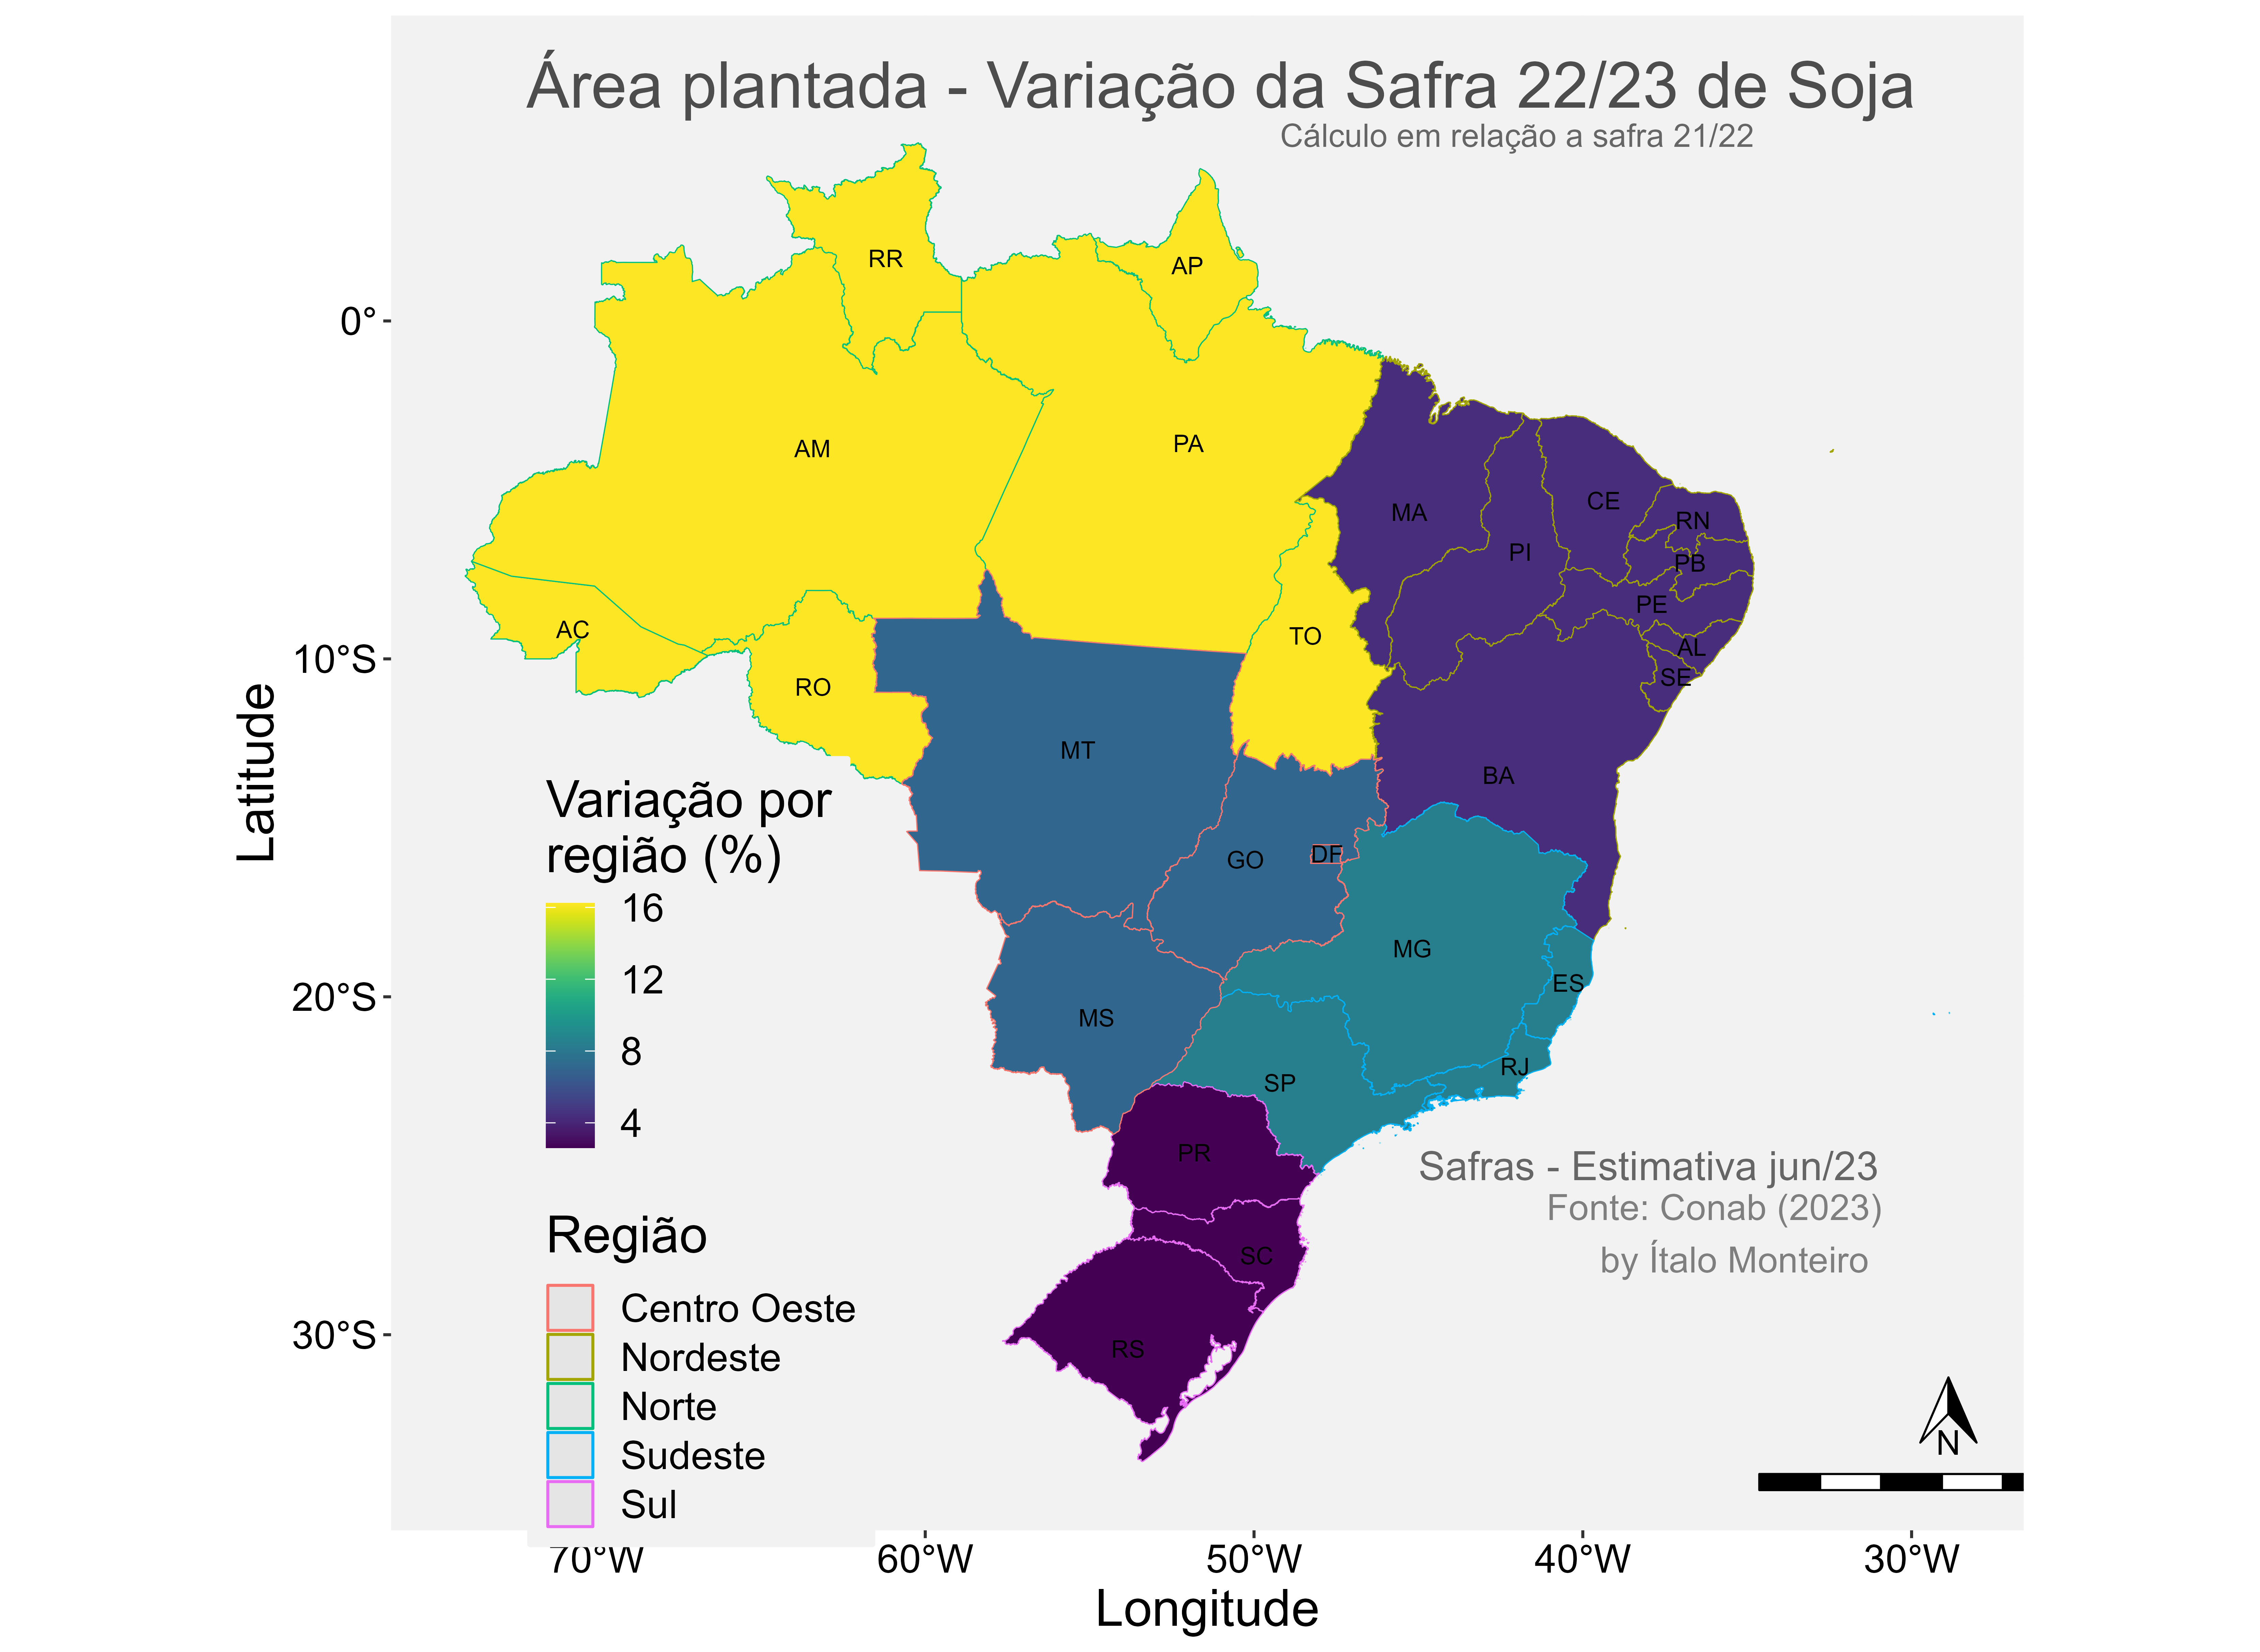 Área plantada - Variação da Safra 22/23 de Soja
Cálculo em relação a safra 21/22
RR
AP
0°
AM
PA
MA
CE
RN
PI
PB
PE
AC
TO
AL
10°S
SE
RO
MT
BA
Latitude
Variação por
região (%)
GO
DF
16
MG
12
ES
20°S
MS
8
RJ
SP
4
PR
Safras - Estimativa jun/23
Fonte: Conab (2023)
SC
by Ítalo Monteiro
Região
Centro Oeste
30°S
RS
Nordeste
Norte
N
Sudeste
Sul
70°W
60°W
50°W
40°W
30°W
Longitude